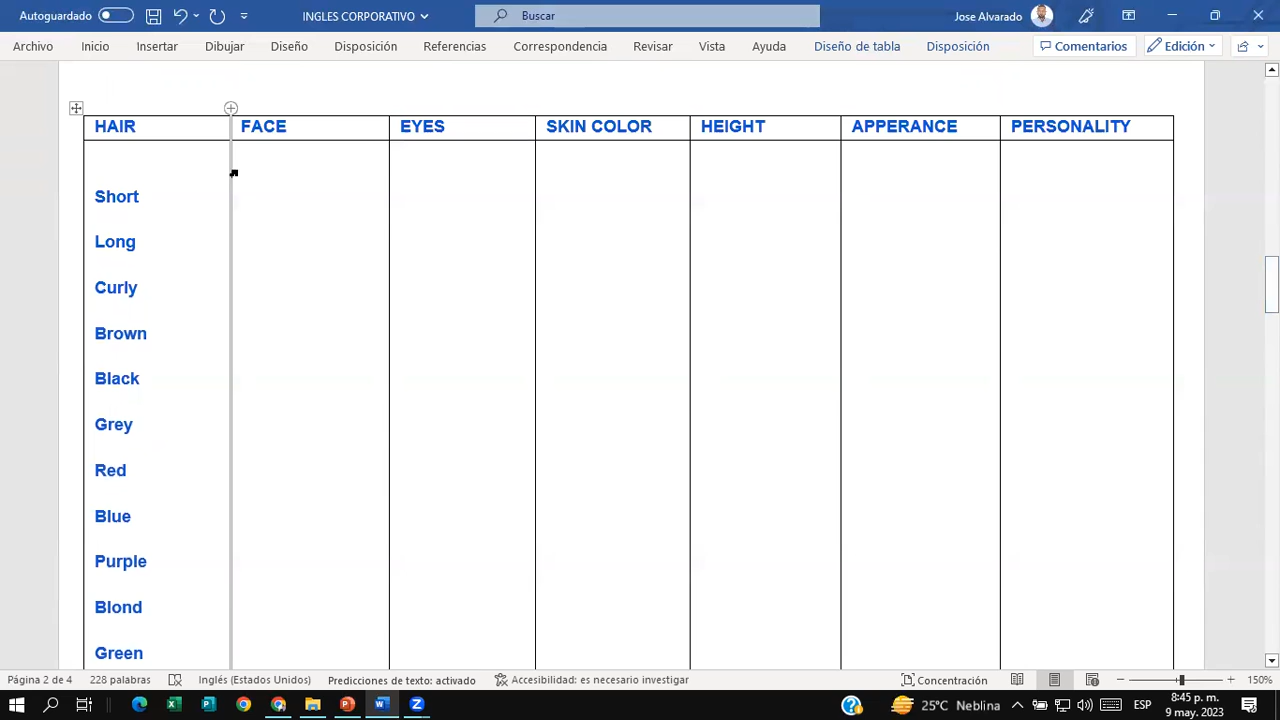 Autoguardado INGLES CORPORATIVO Buscar Jose Alvarado
Archivo Inicio Insertar Dibujar Diseño Disposición Referencias Correspondencia Revisar Vista Ayuda Diseño de tabla Disposición Comentarios Edición
HAIR FACE EYES SKIN COLOR HEIGHT APPERANCE PERSONALITY
Short
Long
Curly
Brown
Black
Grey
Red
Blue
Purple
Blond
Green
Página 2 de 4 228 palabras Inglés (Estados Unidos) Predicciones de texto: activado Accesibilidad: es necesario investigar Concentración 150%
25°C Neblina ESP 8:45 p. m.
9 may. 2023